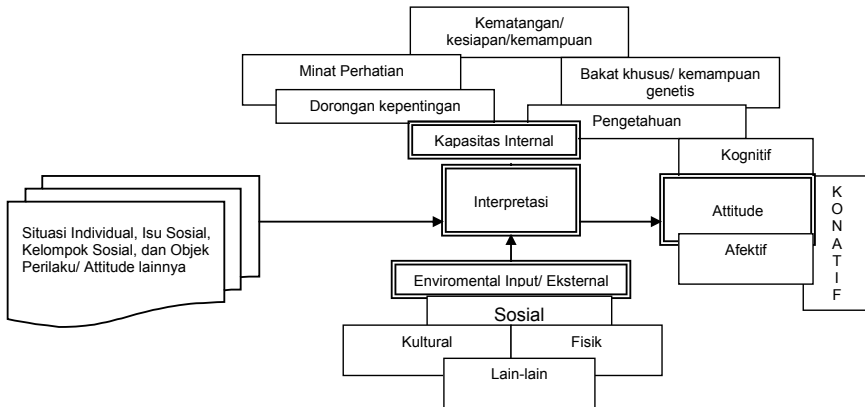 Kematangan/
kesiapan/kemampuan
Minat Perhatian
Bakat khusus/ kemampuan
genetis
Dorongan kepentingan
Pengetahuan
Kapasitas Internal
Kognitif
Situasi Individual, Isu Sosial,
Kelompok Sosial, dan Objek
Perilaku/ Attitude lainnya
Interpretasi
Attitude
KONATIF
Afektif
Enviromental Input/ Eksternal
Sosial
Kultural
Fisik
Lain-lain